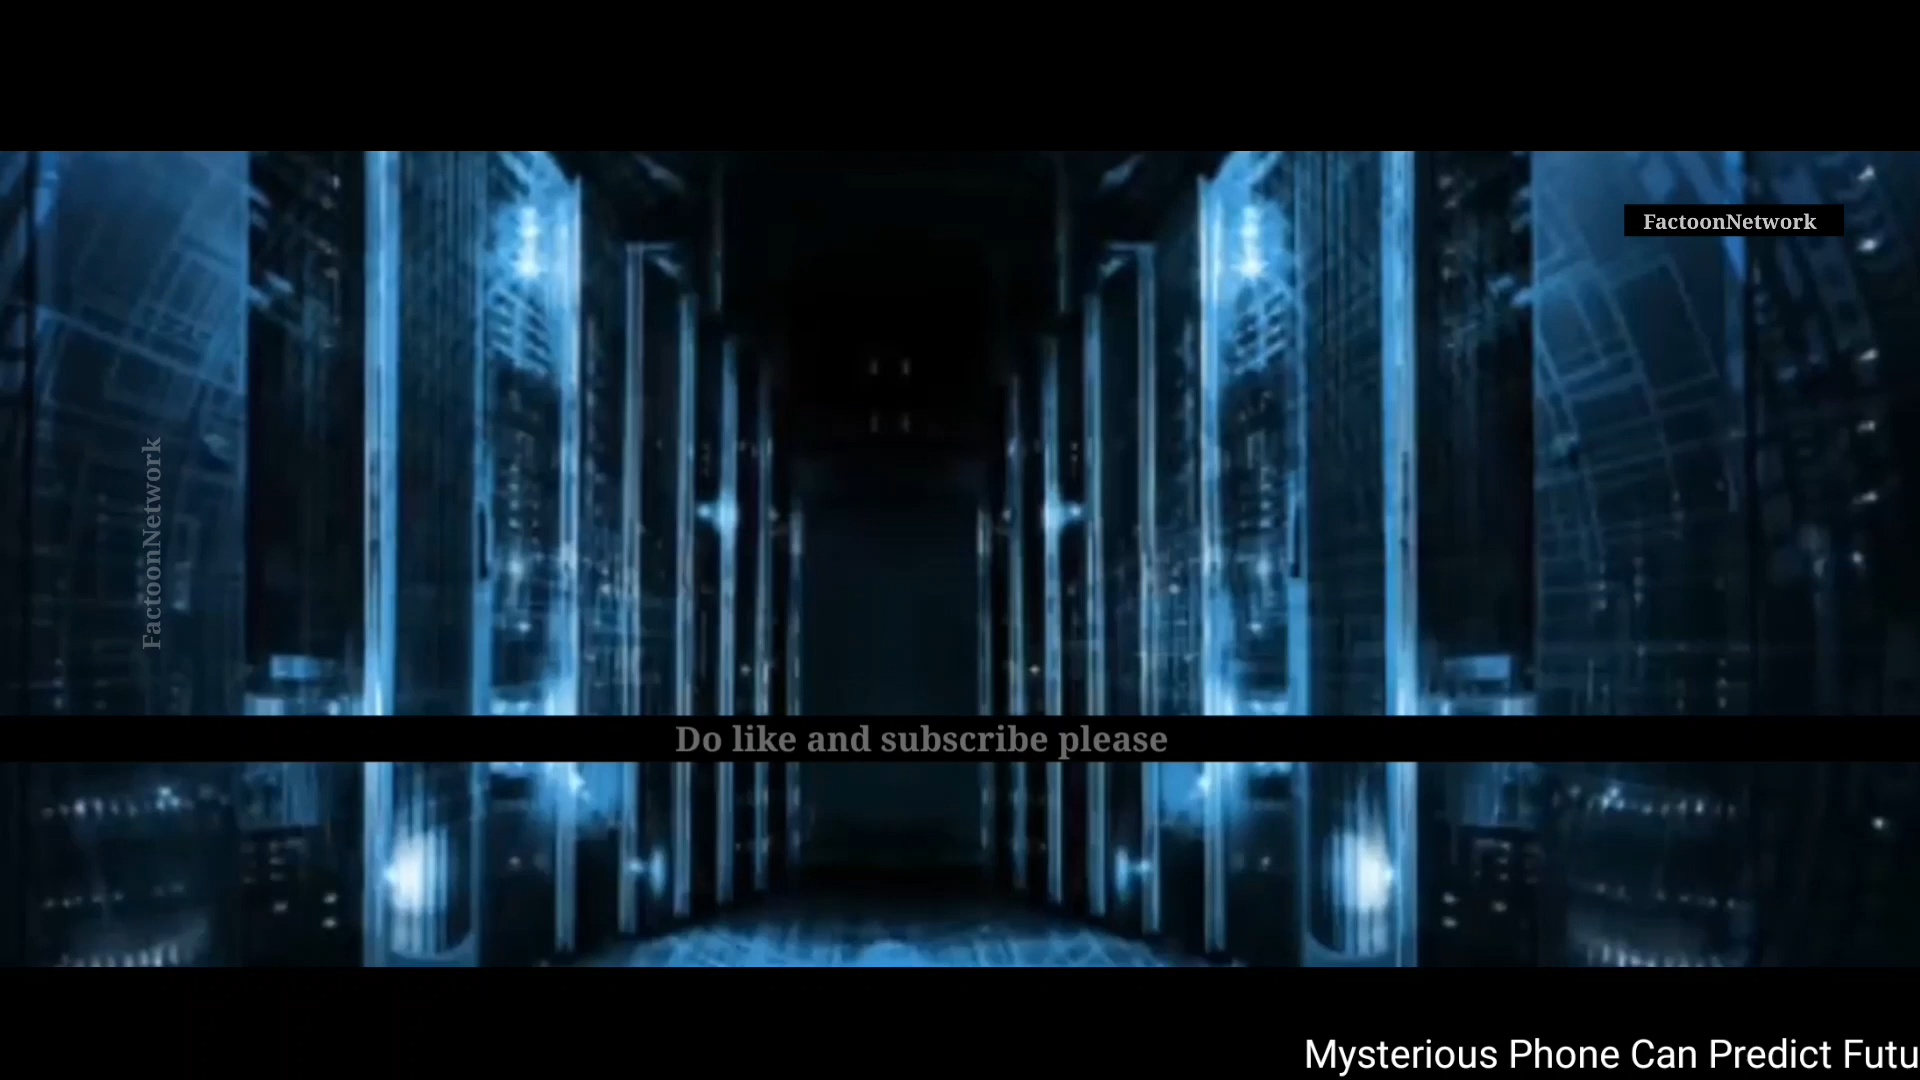 FactoonNetwork
FactoonNetwork
Do like and subscribe please
Mysterious Phone Can Predict Futu